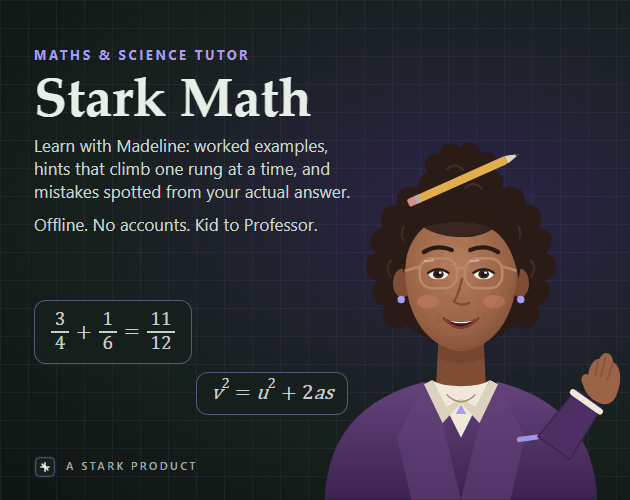 MATHS & SCIENCE TUTOR
Stark Math
Learn with Madeline: worked examples,
hints that climb one rung at a time, and
mistakes spotted from your actual answer.
Offline. No accounts. Kid to Professor.
3/4 + 1/6 = 11/12
v² = u² + 2as
A STARK PRODUCT